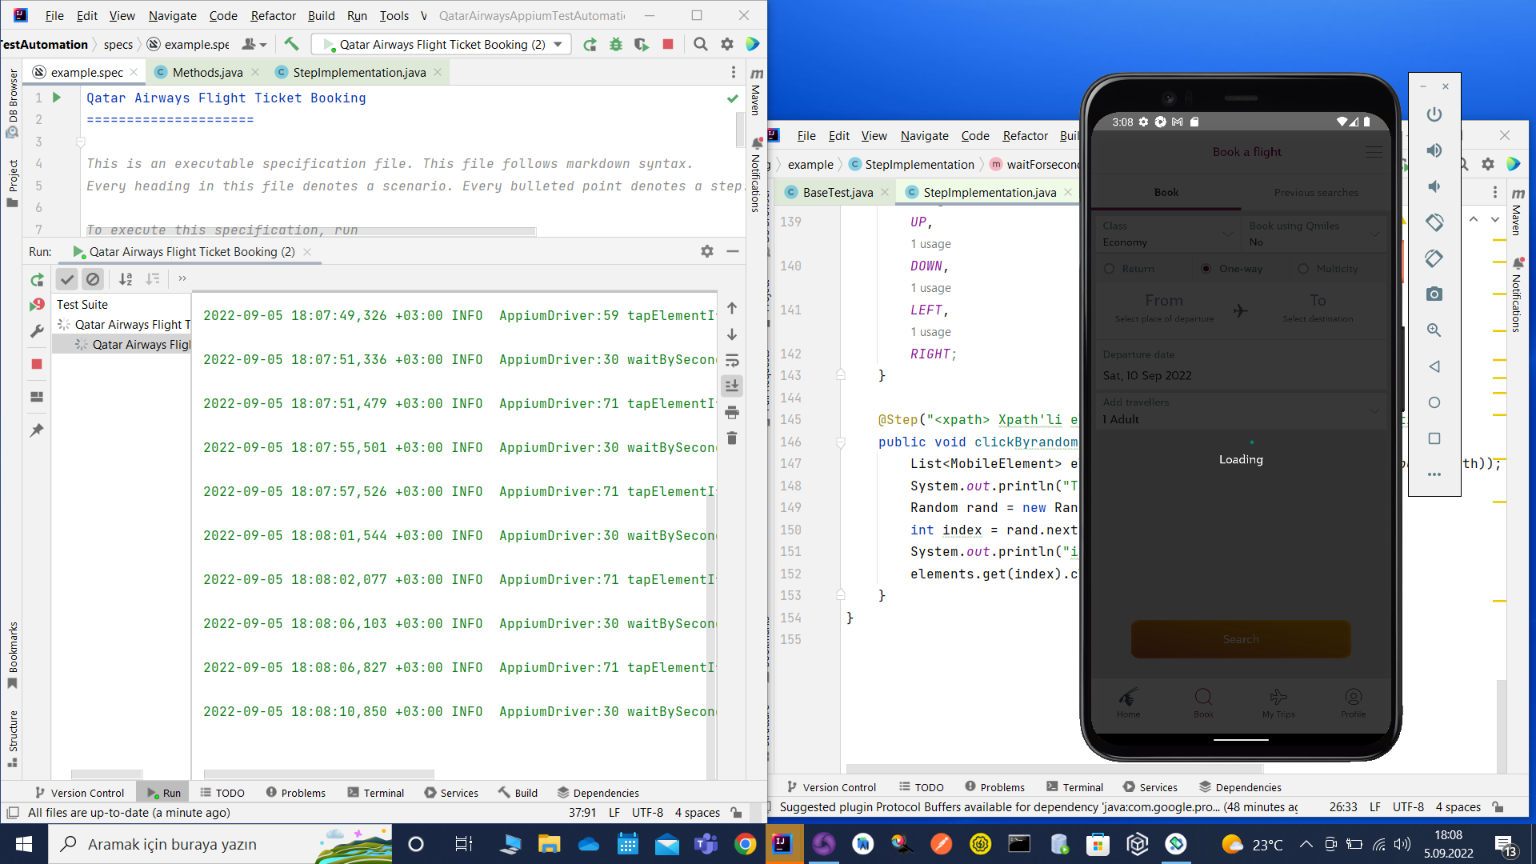 File Edit View Navigate Code Refactor Build Run Tools V QatarAirwaysAppiumTestAutomati
TestAutomation specs example.spe Qatar Airways Flight Ticket Booking (2)
example.spec Methods.java StepImplementation.java
1 Qatar Airways Flight Ticket Booking
2 =====================
3
4 This is an executable specification file. This file follows markdown syntax.
5 Every heading in this file denotes a scenario. Every bulleted point denotes a step.
6
7 To execute this specification, run
DB Browser
Project
Bookmarks
Structure
Maven
Notifications
Run: Qatar Airways Flight Ticket Booking (2)
Test Suite
Qatar Airways Flight T
Qatar Airways Flig
2022-09-05 18:07:49,326 +03:00 INFO AppiumDriver:59 tapElementI
2022-09-05 18:07:51,336 +03:00 INFO AppiumDriver:30 waitBySecon
2022-09-05 18:07:51,479 +03:00 INFO AppiumDriver:71 tapElementI
2022-09-05 18:07:55,501 +03:00 INFO AppiumDriver:30 waitBySecon
2022-09-05 18:07:57,526 +03:00 INFO AppiumDriver:71 tapElementI
2022-09-05 18:08:01,544 +03:00 INFO AppiumDriver:30 waitBySecon
2022-09-05 18:08:02,077 +03:00 INFO AppiumDriver:71 tapElementI
2022-09-05 18:08:06,103 +03:00 INFO AppiumDriver:30 waitBySecon
2022-09-05 18:08:06,827 +03:00 INFO AppiumDriver:71 tapElementI
2022-09-05 18:08:10,850 +03:00 INFO AppiumDriver:30 waitBySecon
Version Control Run TODO Problems Terminal Services Build Dependencies
All files are up-to-date (a minute ago) 37:91 LF UTF-8 4 spaces
File Edit View Navigate Code Refactor Bui
example StepImplementation waitForsecond
BaseTest.java StepImplementation.java
139 UP,
1 usage
140 DOWN,
1 usage
141 LEFT,
1 usage
142 RIGHT;
143 }
144
145 @Step("<xpath> Xpath'li e
146 public void clickByrandom
147 List<MobileElement> e th));
148 System.out.println("T
149 Random rand = new Ran
150 int index = rand.next
151 System.out.println("i
152 elements.get(index).c
153 }
154 }
155
Maven
Notifications
Version Control TODO Problems Terminal Services Dependencies
Suggested plugin Protocol Buffers available for dependency 'java:com.google.pro... (48 minutes ag 26:33 LF UTF-8 4 spaces
3:08
Book a flight
Book Previous searches
Class
Economy
Book using Qmiles
No
Return One-way Multicity
From To
Select place of departure Select destination
Departure date
Sat, 10 Sep 2022
Add travellers
1 Adult
Loading
Search
Home Book My Trips Profile
Aramak için buraya yazın
23°C
18:08
5.09.2022
13